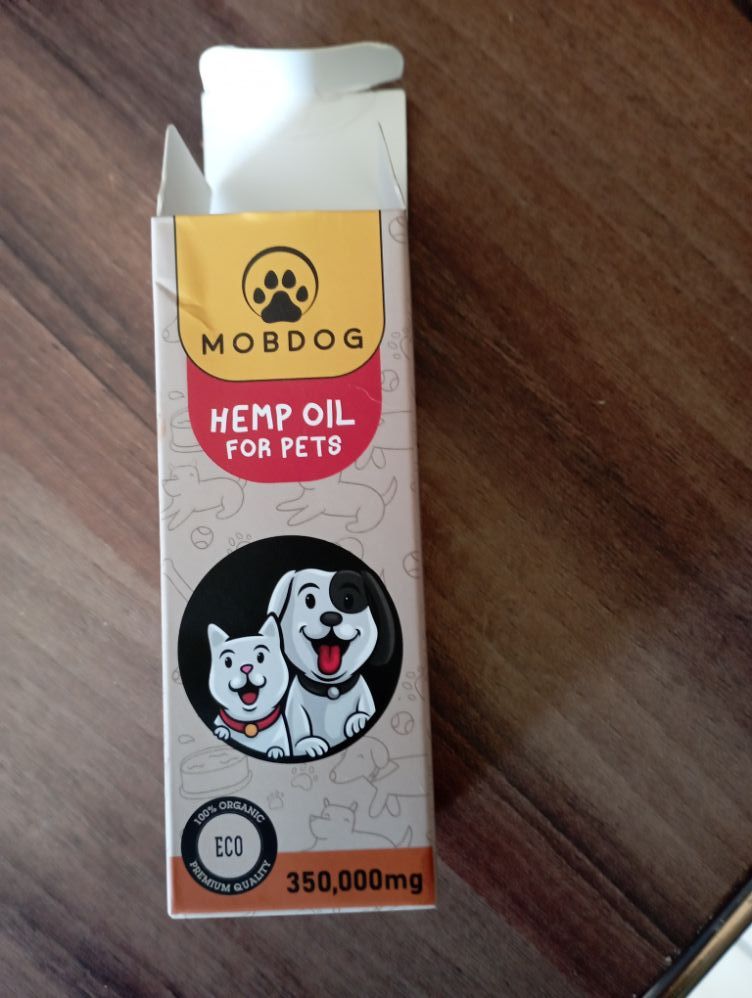 MOBDOG
HEMP OIL
FOR PETS
100% ORGANIC
ECO
PREMIUM QUALITY
350,000mg